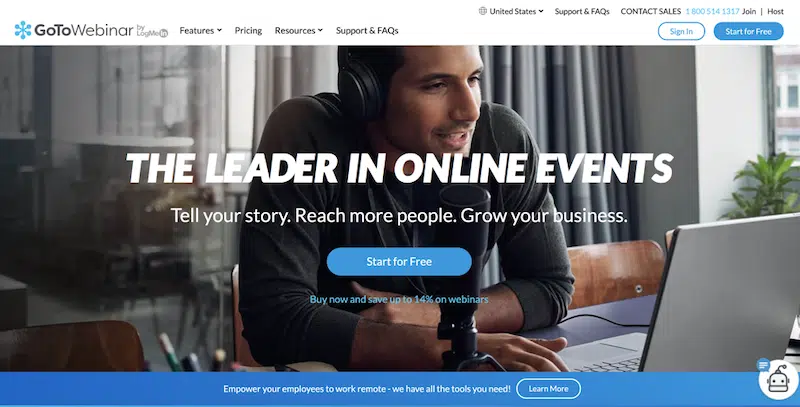 United States
Support & FAQs
CONTACT SALES 1 800 514 1317 Join | Host
GoToWebinar by LogMeIn
Features
Pricing
Resources
Support & FAQs
Sign In
Start for Free
THE LEADER IN ONLINE EVENTS
Tell your story. Reach more people. Grow your business.
Start for Free
Buy now and save up to 14% on webinars
Empower your employees to work remote - we have all the tools you need!
Learn More